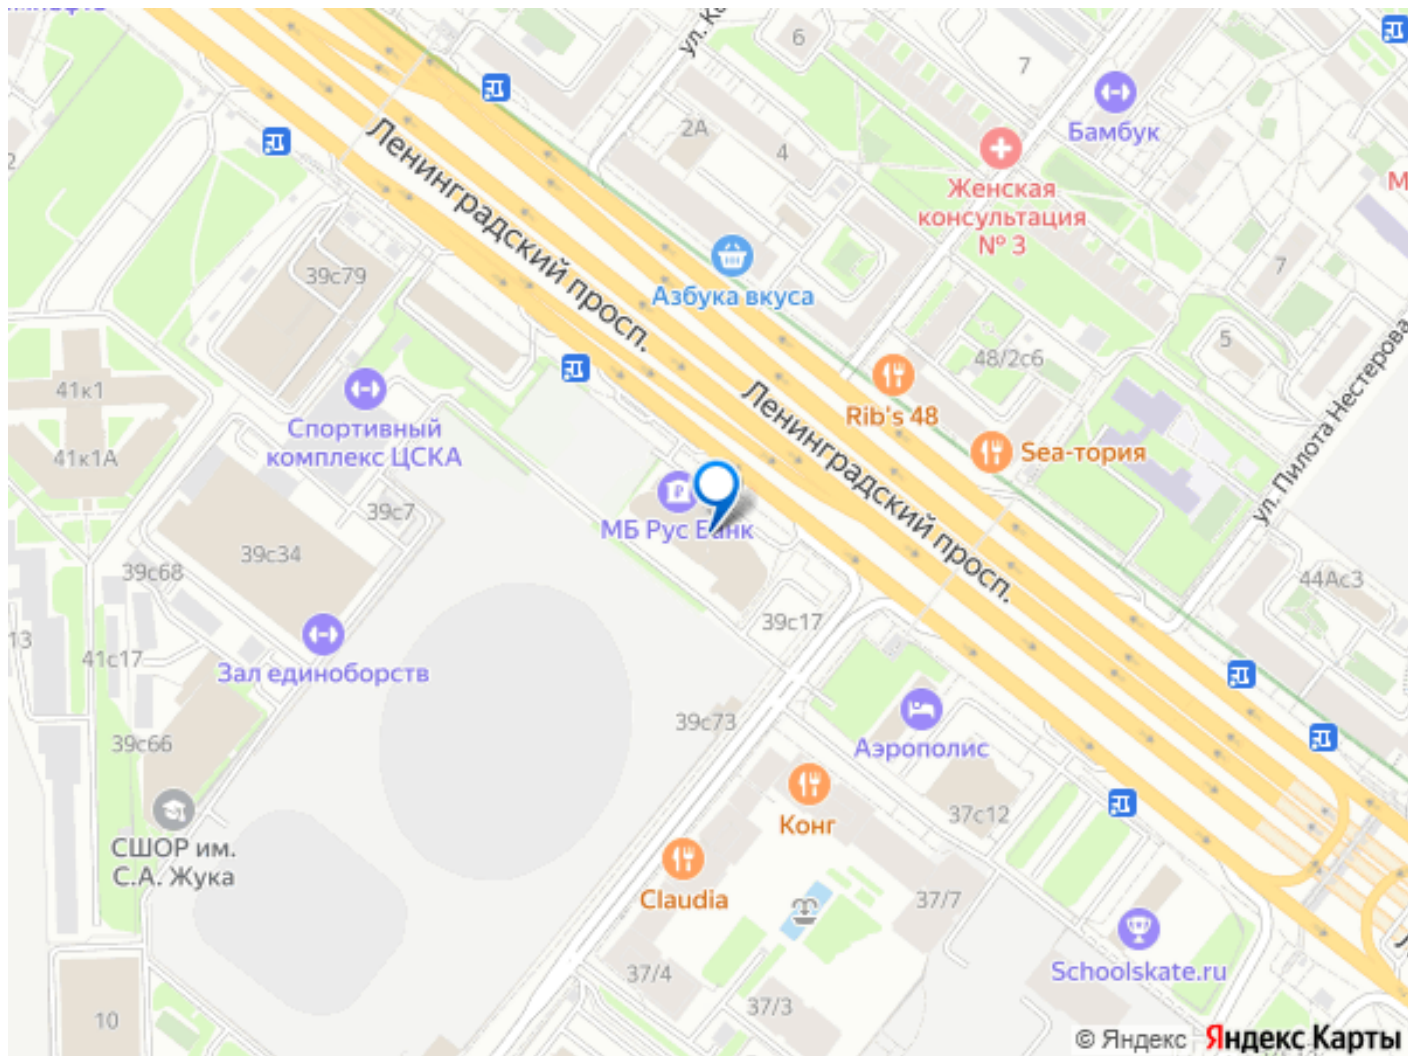 ул. Ко
6
7
Бамбук
2А
4
Ленинградский просп.
Женская
консультация
№ 3
М
2
39с79
Азбука вкуса
7
5
48/2с6
ул. Пилота Нестерова
41к1
Спортивный
комплекс ЦСКА
41к1А
Rib's 48
Sea-тория
Ленинградский просп.
39с7
МБ Рус Банк
39с34
39с68
44Ас3
39с17
13
41с17
Зал единоборств
39с73
39с66
Аэрополис
Конг
37с12
СШОР им.
С.А. Жука
Claudia
37/7
Schoolskate.ru
37/4
37/3
10
© Яндекс Яндекс Карты